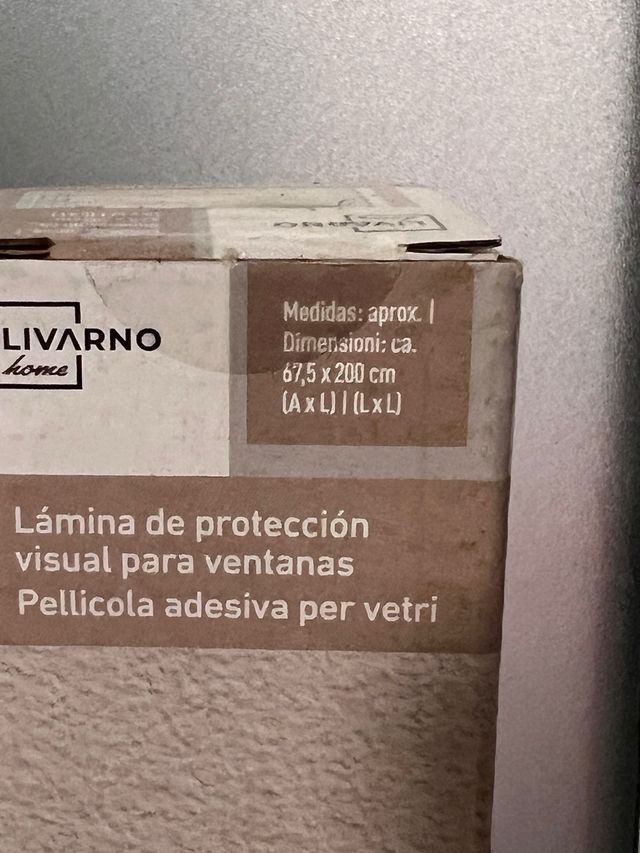 LIVARNO
home
Medidas: aprox. |
Dimensioni: ca.
67,5 x 200 cm
(A x L) | (L x L)
Lámina de protección
visual para ventanas
Pellicola adesiva per vetri